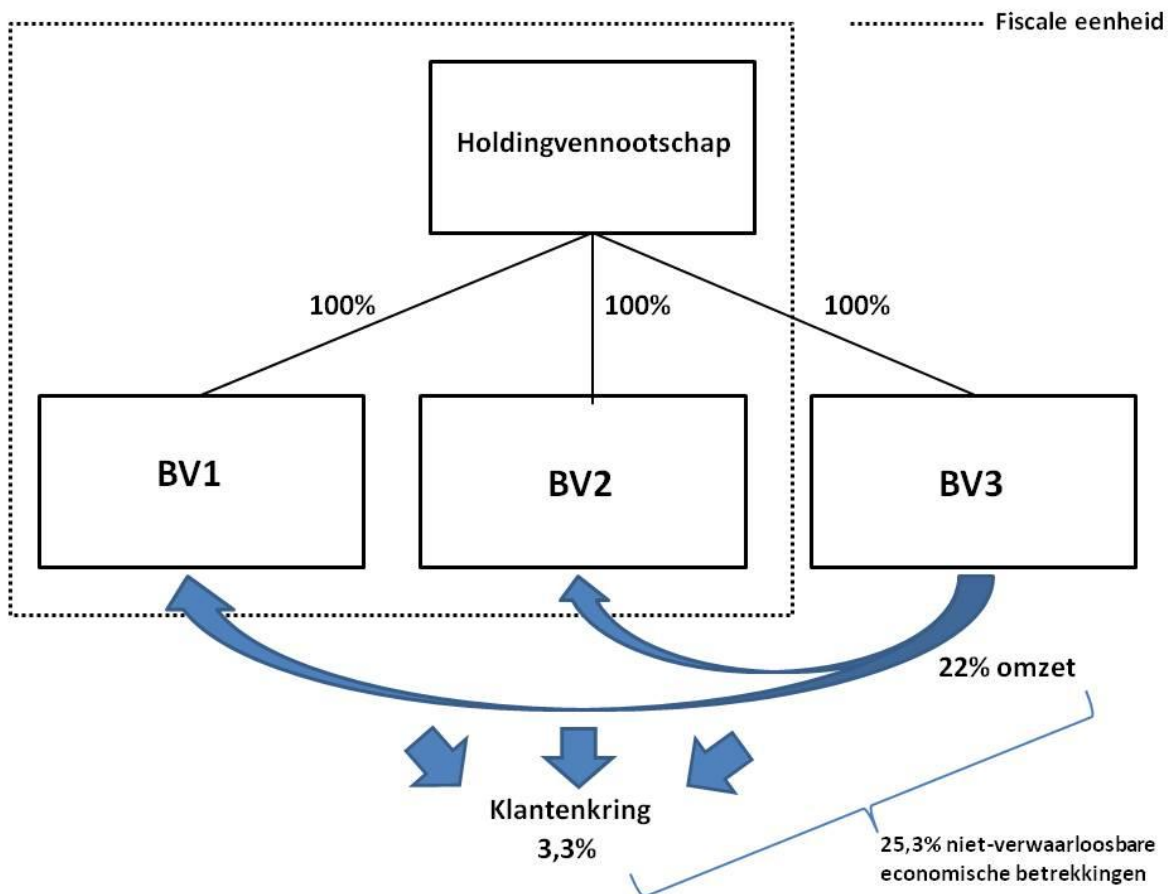 Fiscale eenheid
Holdingvennootschap
100%
100%
100%
BV1
BV2
BV3
22% omzet
Klantenkring
3,3%
25,3% niet-verwaarloosbare
economische betrekkingen